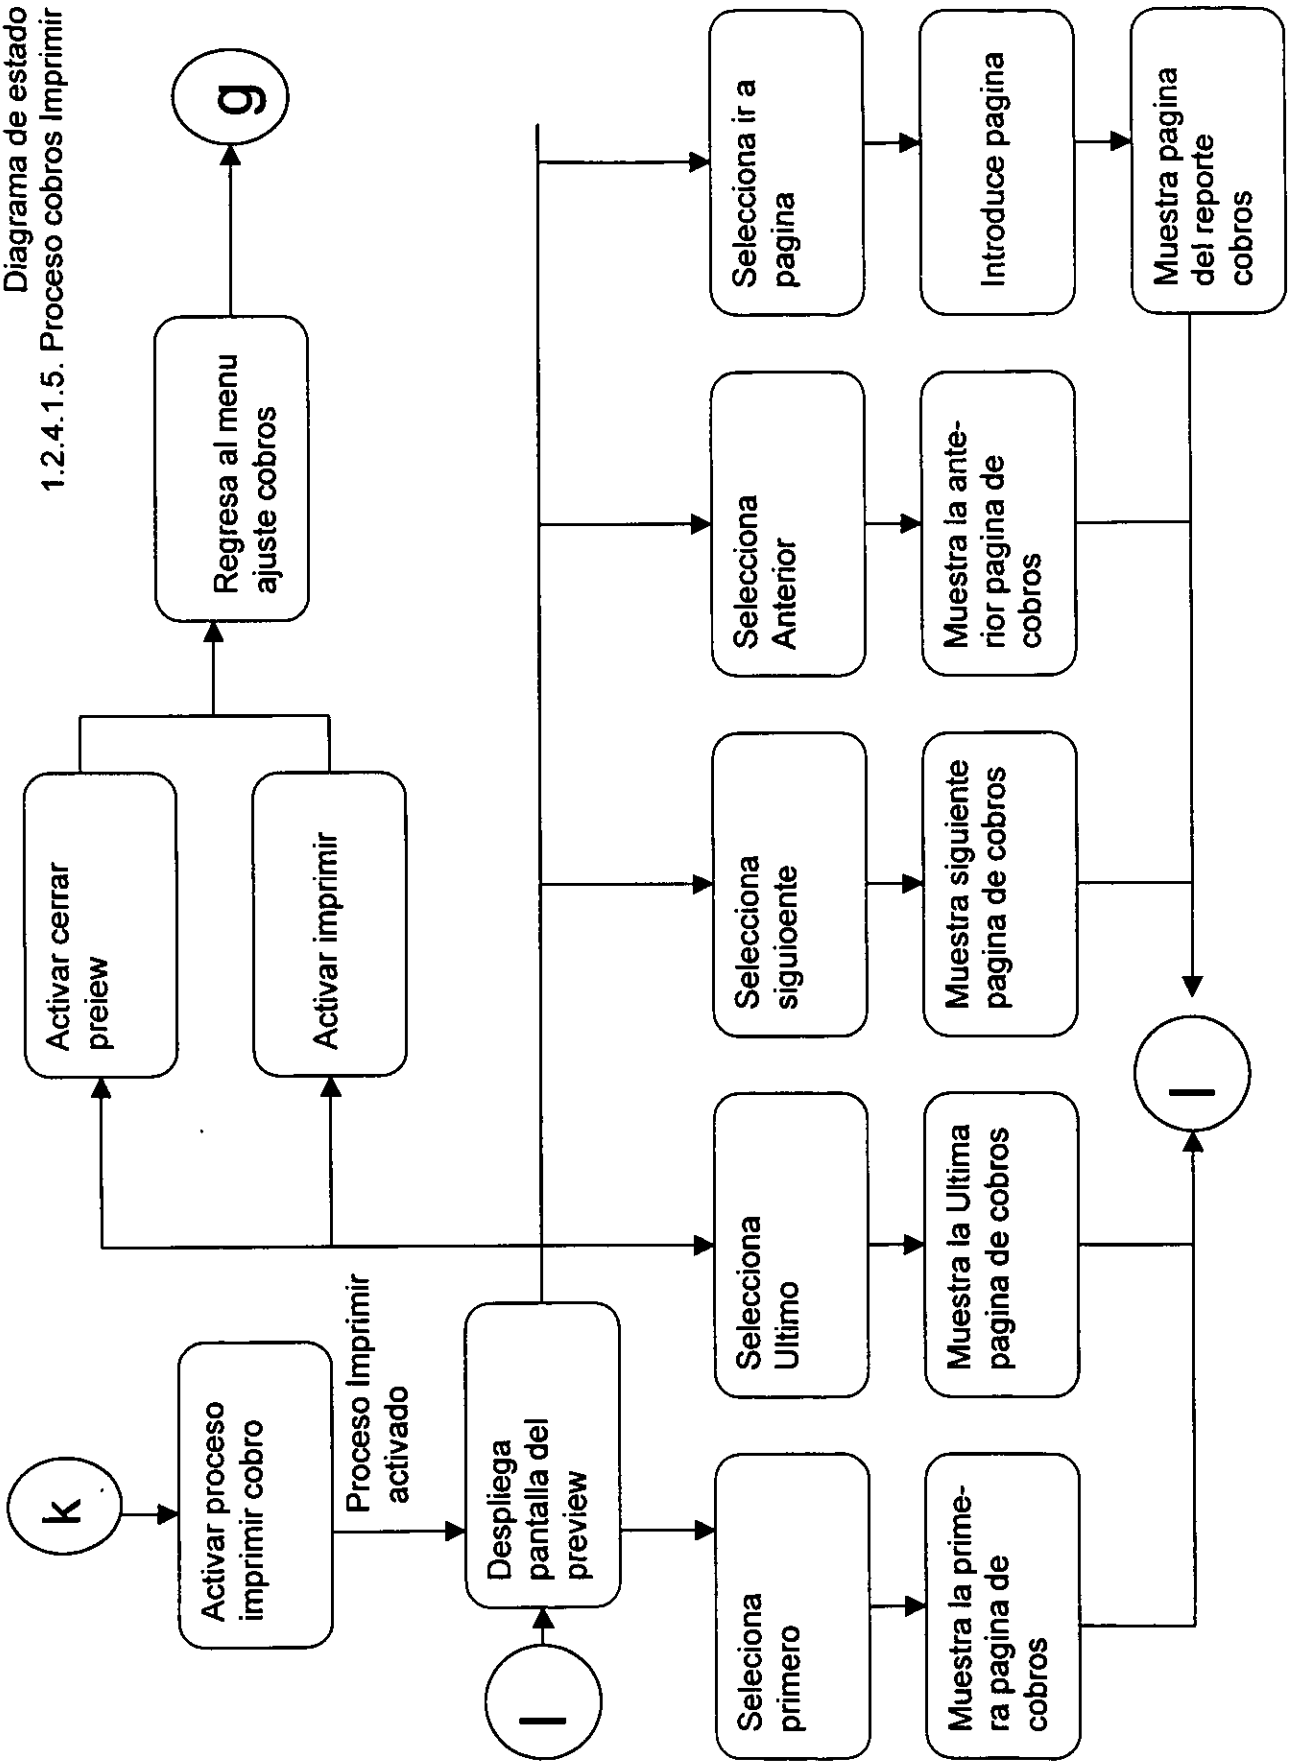 Diagrama de estado
1.2.4.1.5. Proceso cobros Imprimir
k
Activar proceso
imprimir cobro
Proceso Imprimir
activado
l
Despliega
pantalla del
preview
Activar cerrar
preiew
Activar imprimir
Regresa al menu
ajuste cobros
g
Seleciona
primero
Selecciona
Ultimo
Selecciona
siguioente
Selecciona
Anterior
Selecciona ir a
pagina
Muestra la prime-
ra pagina de
cobros
Muestra la Ultima
pagina de cobros
Muestra siguiente
pagina de cobros
Muestra la ante-
rior pagina de
cobros
Introduce pagina
Muestra pagina
del reporte
cobros
l